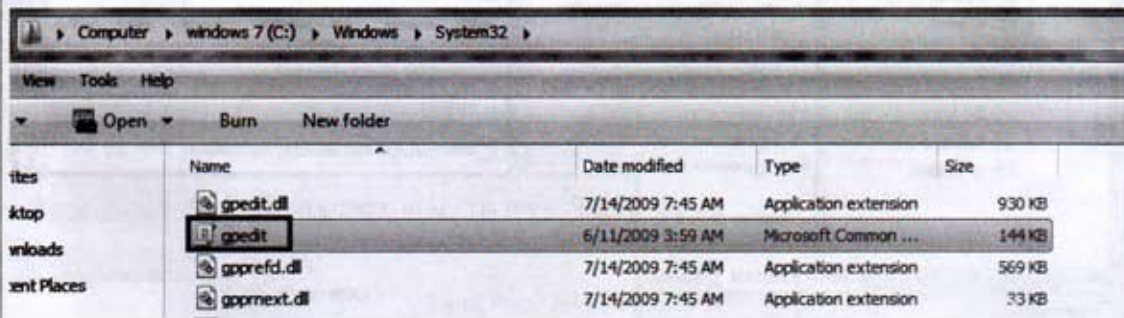 Computer windows 7 (C:) Windows System32
View Tools Help
Open Burn New folder
Name Date modified Type Size
ites
sktop
wnloads
ent Places
gpedit.dll 7/14/2009 7:45 AM Application extension 930 KB
gpedit 6/11/2009 3:59 AM Microsoft Common ... 144 KB
gpprefcl.dll 7/14/2009 7:45 AM Application extension 569 KB
gpprnext.dll 7/14/2009 7:45 AM Application extension 33 KB